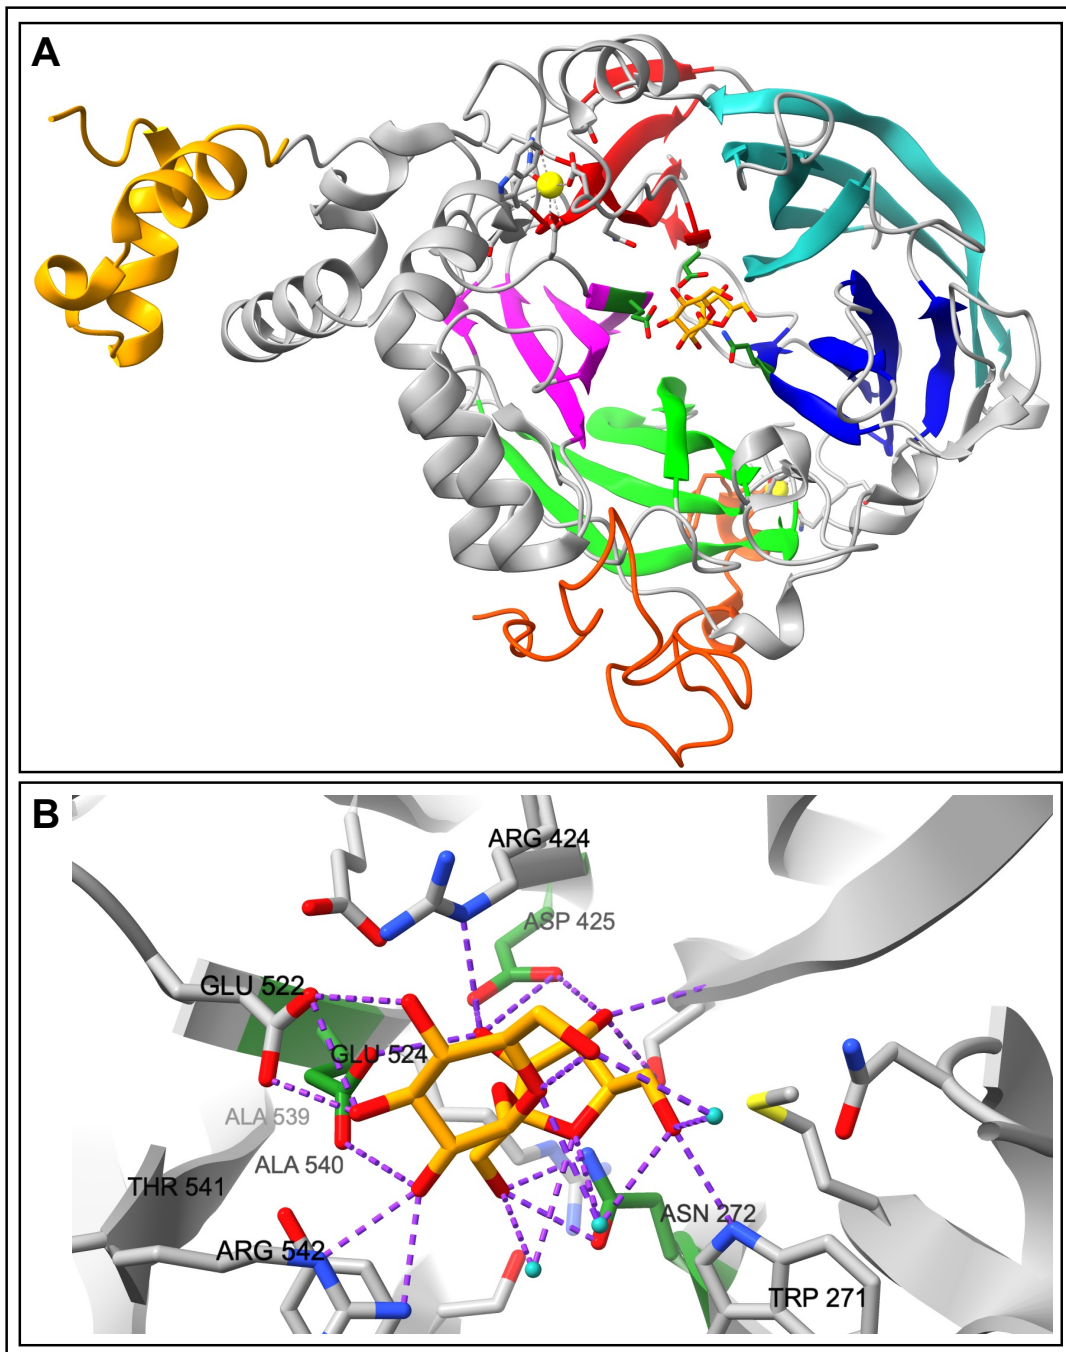 A
B
ARG 424
ASP 425
GLU 522
GLU 524
ALA 539
ALA 540
THR 541
ASN 272
ARG 542
TRP 271